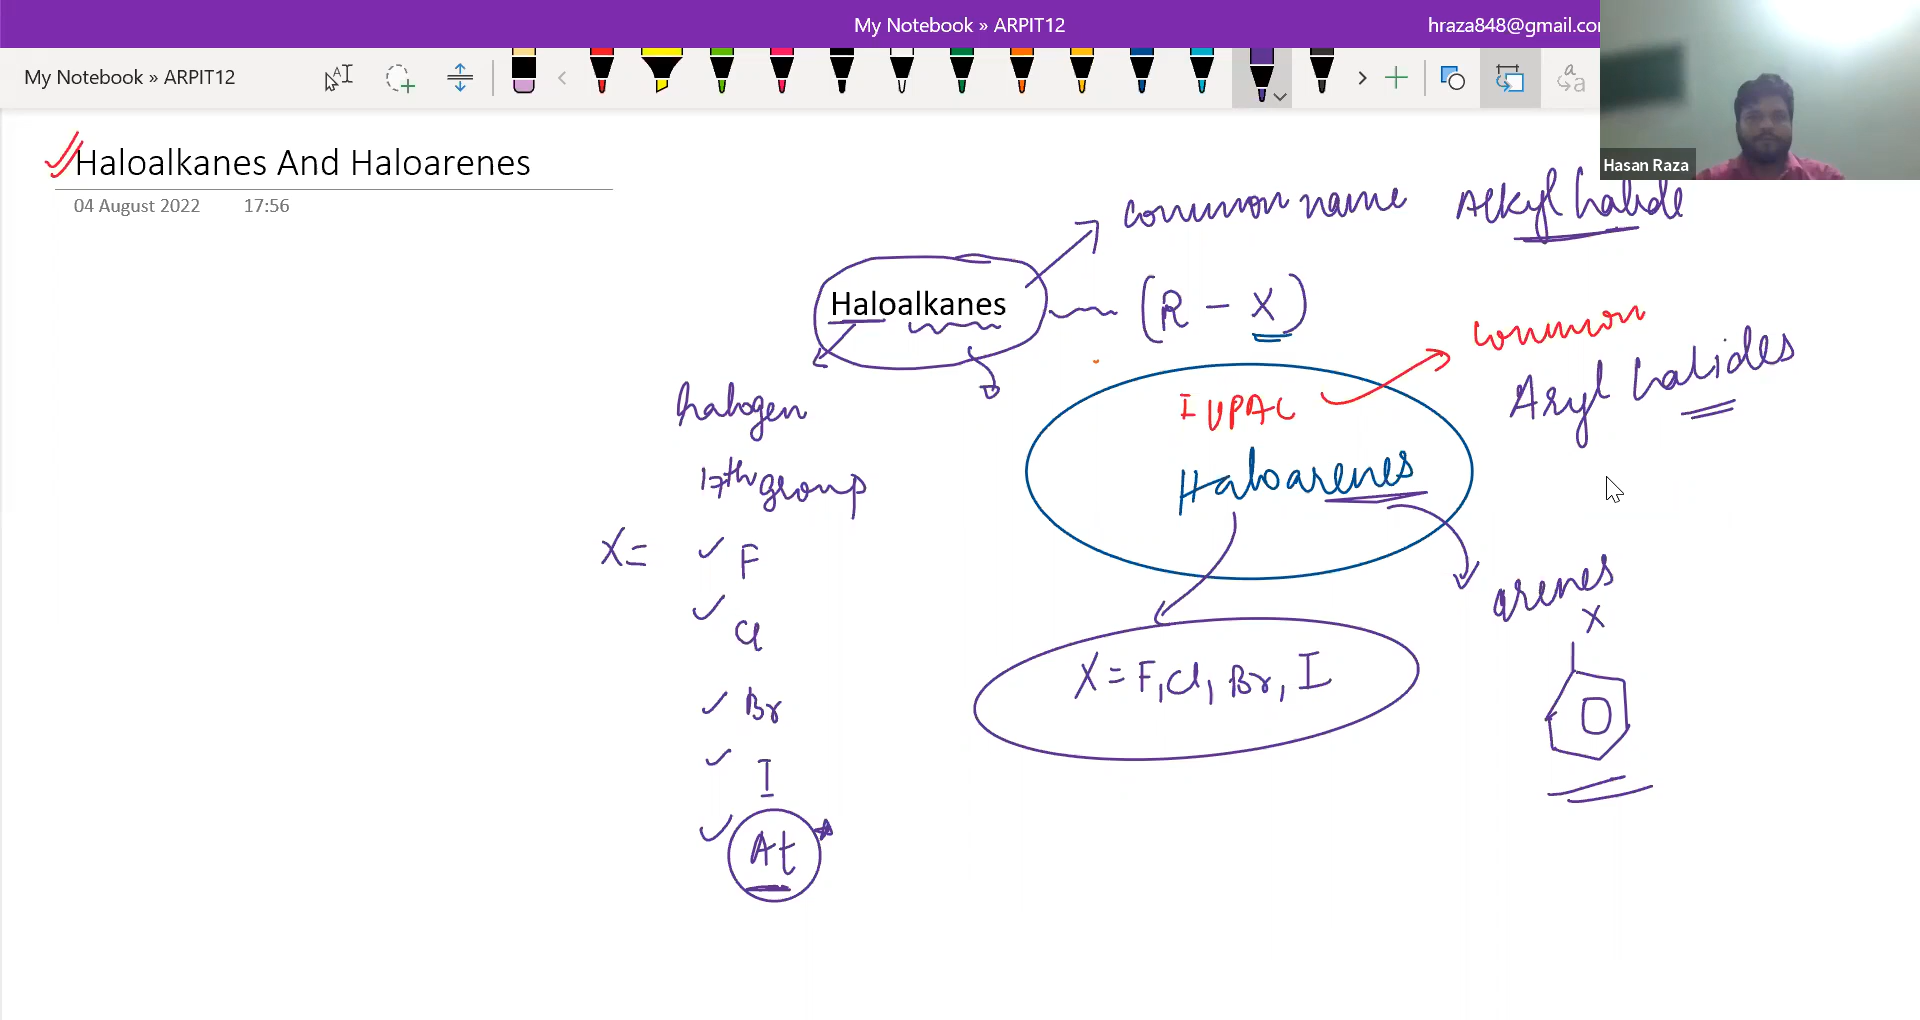 My Notebook » ARPIT12
hraza848@gmail.co
My Notebook » ARPIT12
Hasan Raza
Haloalkanes And Haloarenes
04 August 2022 17:56
common name Alkyl halide
Haloalkanes
(R - X)
common
Aryl halides
halogen
IUPAC
Haloarenes
17th group
X =
F
Cl
Br
I
At
arenes
X
X = F, Cl, Br, I